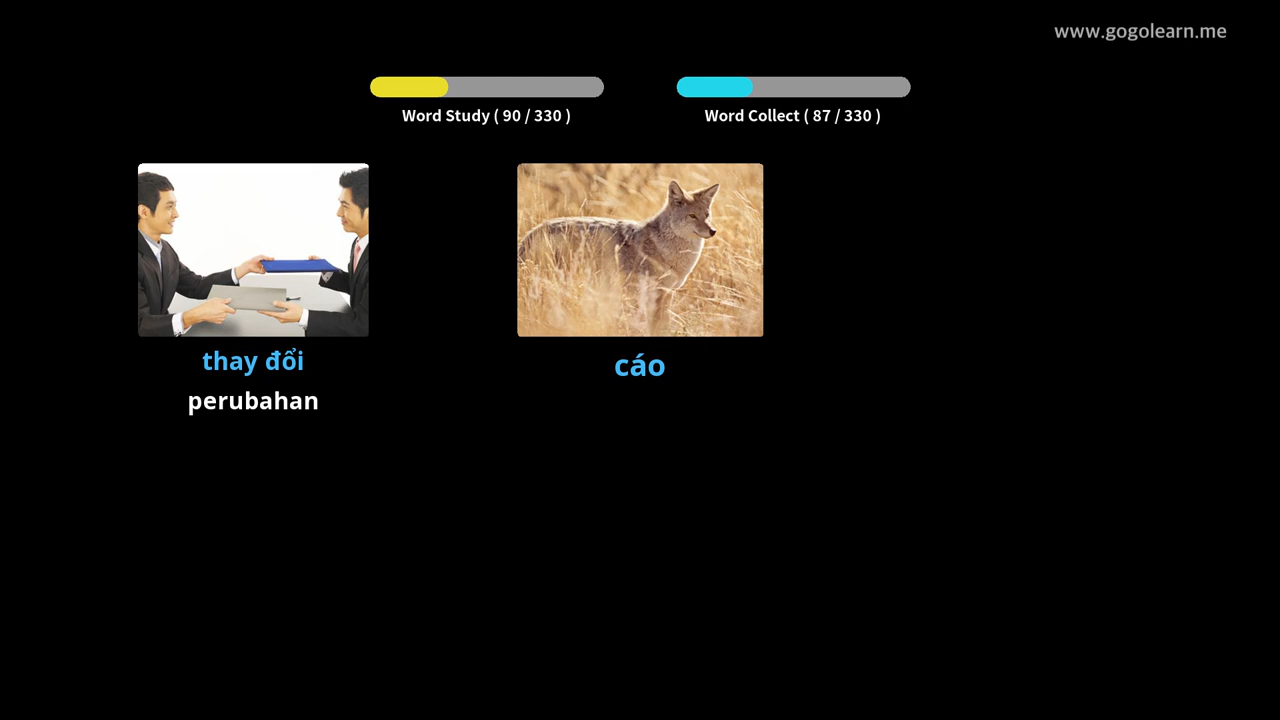 www.gogolearn.me
Word Study ( 90 / 330 )
Word Collect ( 87 / 330 )
thay đổi
perubahan
cáo